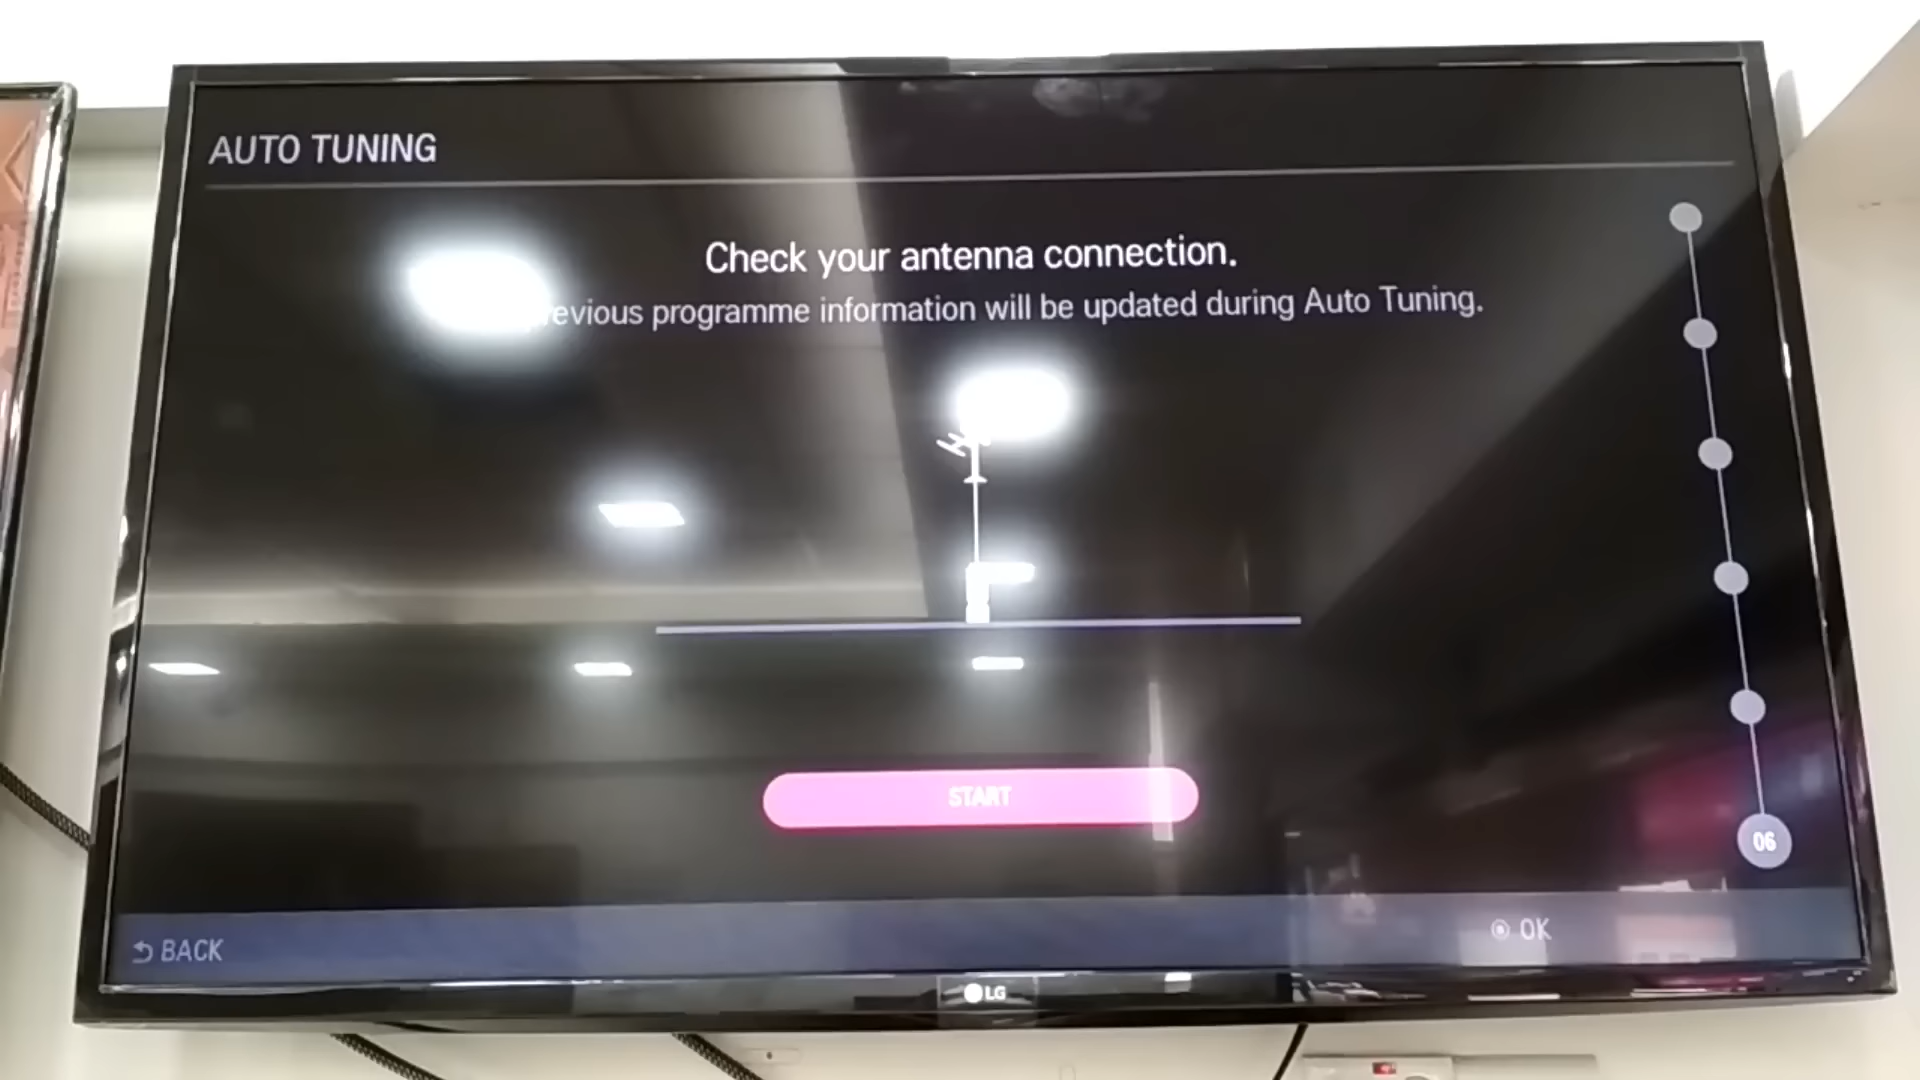 AUTO TUNING
Check your antenna connection.
programme information will be updated during Auto Tuning.
START
06
BACK
OK
LG